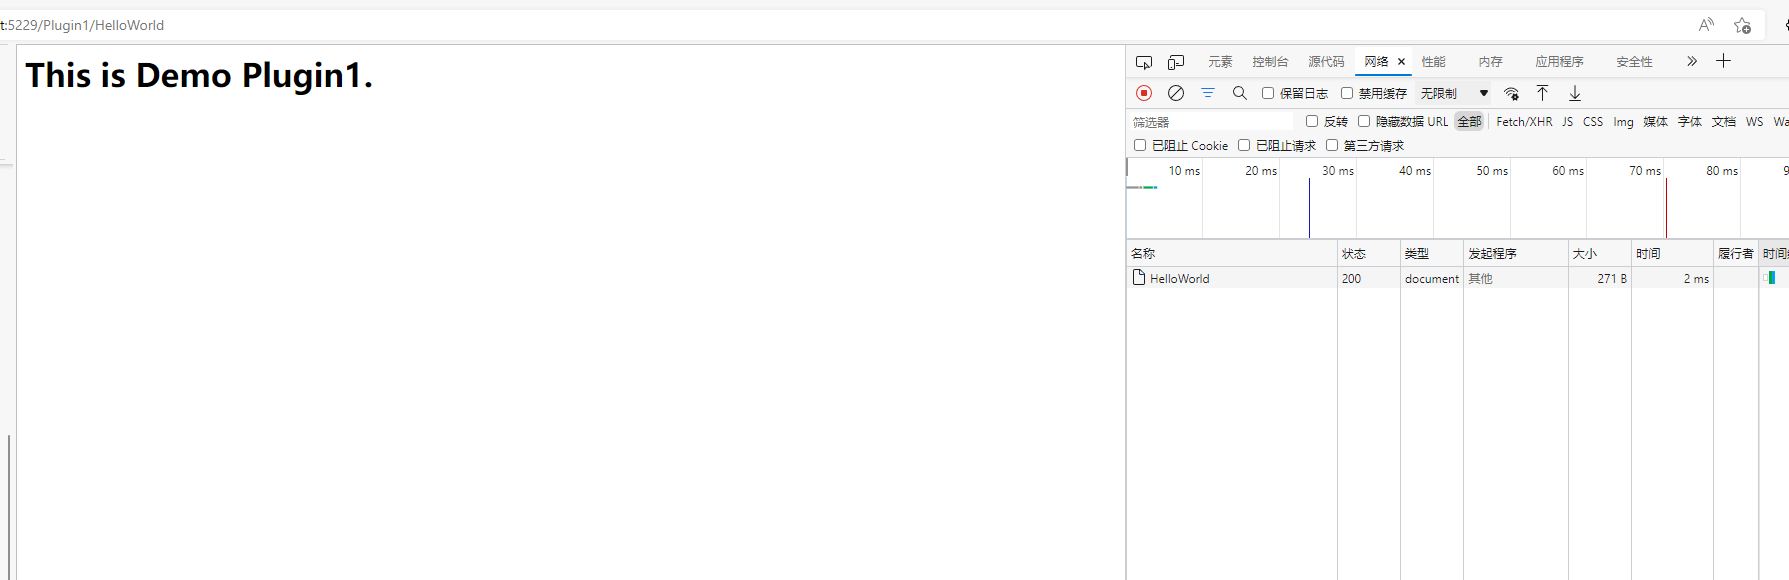 t:5229/Plugin1/HelloWorld
This is Demo Plugin1.
元素 控制台 源代码 网络 性能 内存 应用程序 安全性
保留日志 禁用缓存 无限制
筛选器 反转 隐藏数据 URL 全部 Fetch/XHR JS CSS Img 媒体 字体 文档 WS Wa
已阻止 Cookie 已阻止请求 第三方请求
10 ms 20 ms 30 ms 40 ms 50 ms 60 ms 70 ms 80 ms 9
名称 状态 类型 发起程序 大小 时间 履行者 时间
HelloWorld 200 document 其他 271 B 2 ms